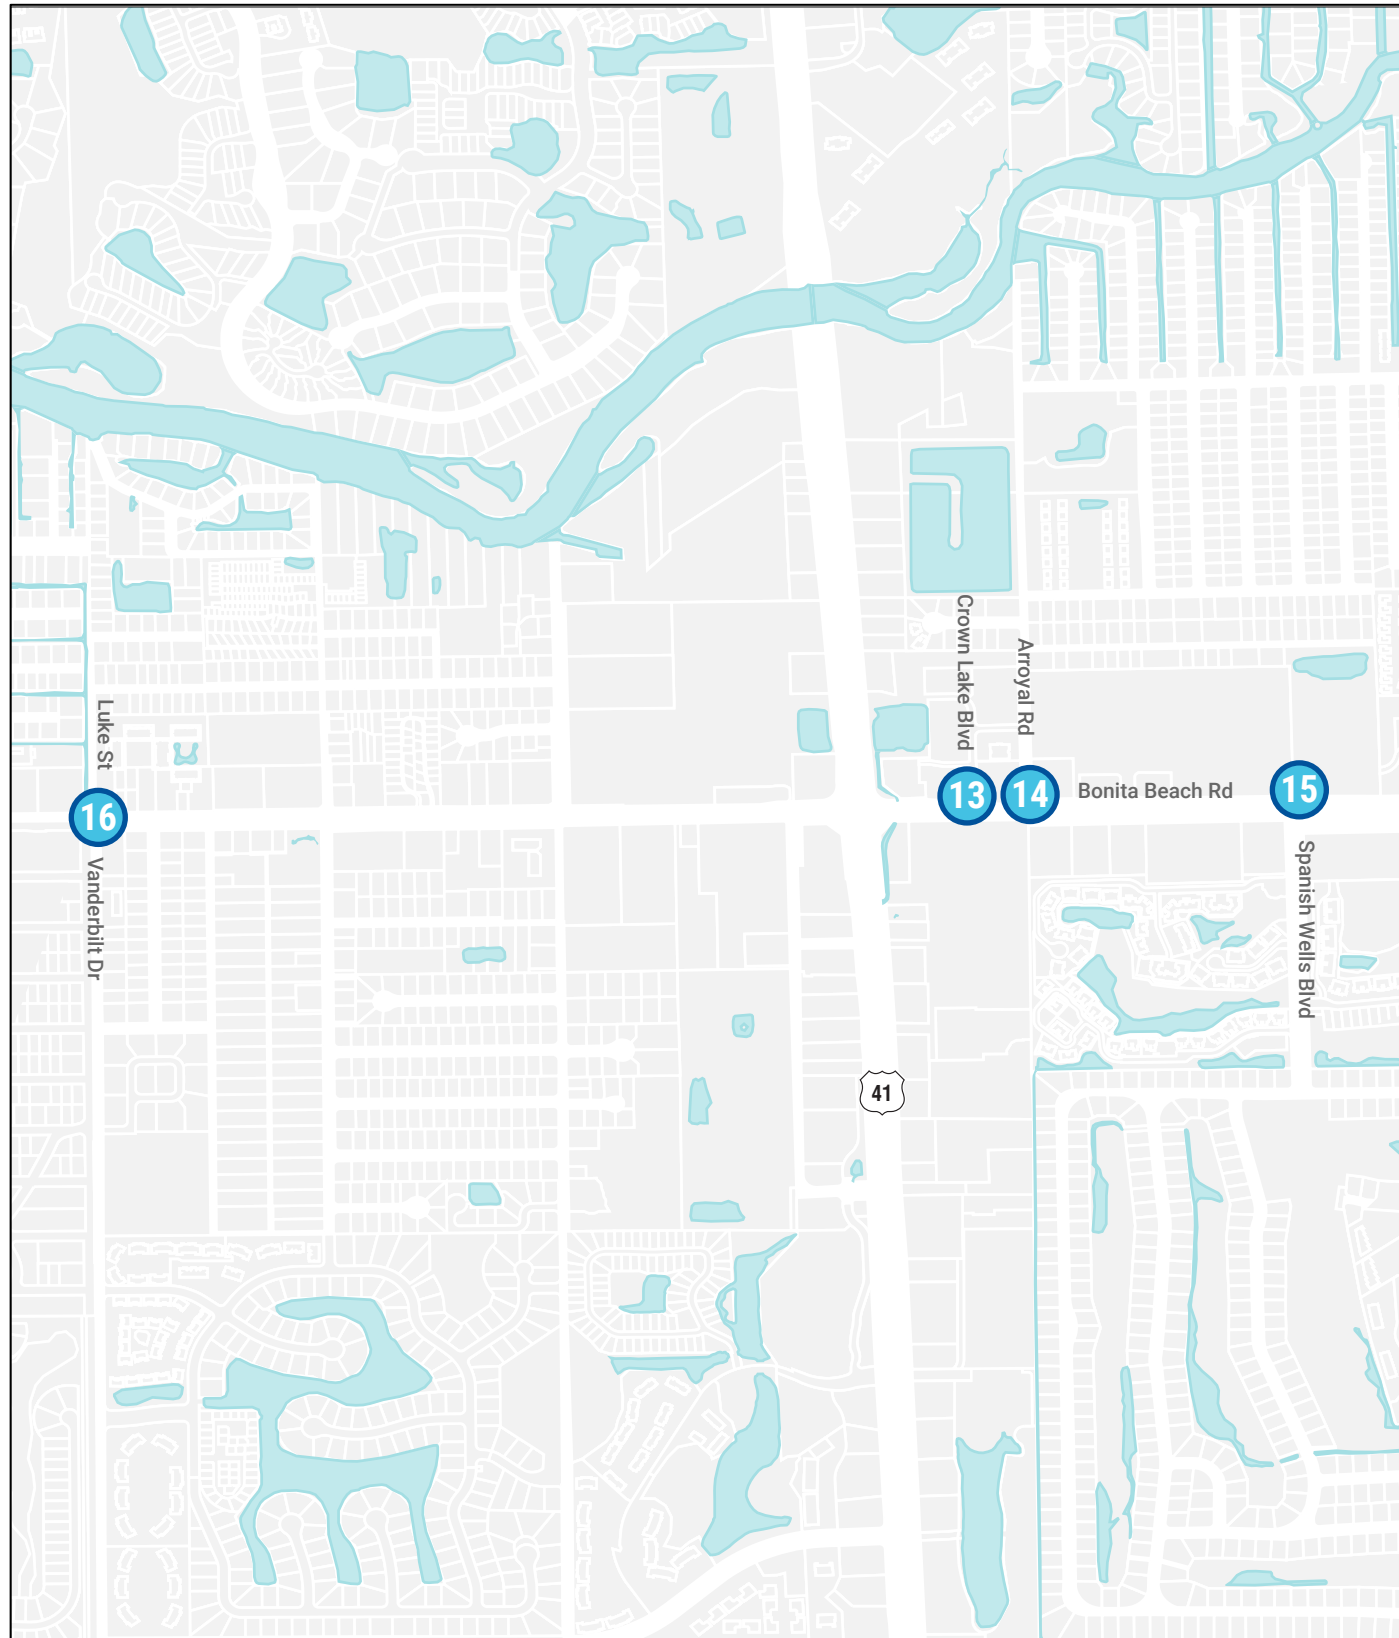 Crown Lake Blvd
Arroyal Rd
Luke St
13
14
Bonita Beach Rd
15
16
Vanderbilt Dr
Spanish Wells Blvd
41